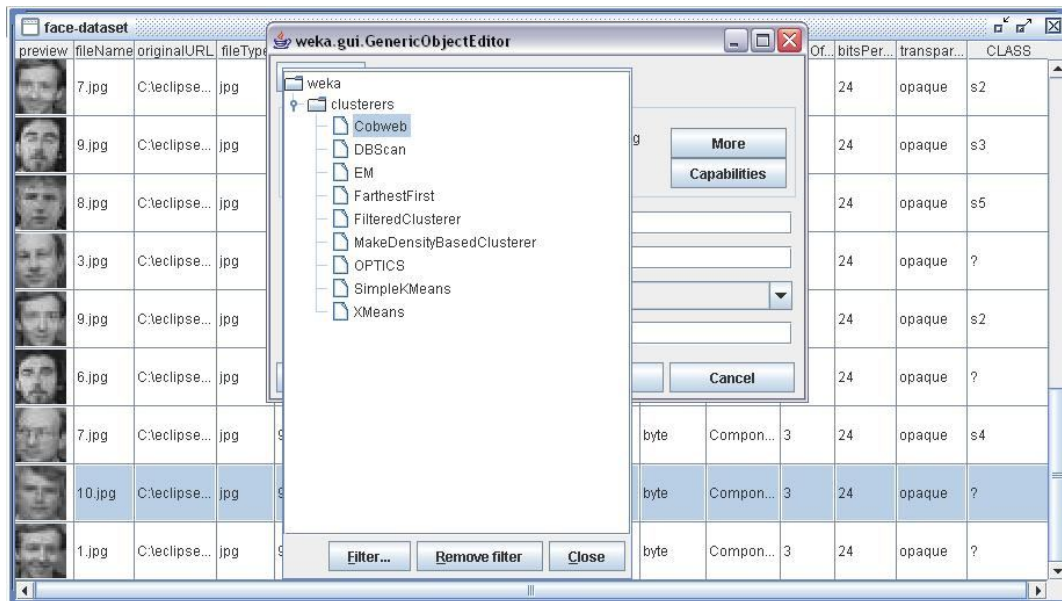 face-dataset
weka.gui.GenericObjectEditor
preview fileName originalURL fileType Of... bitsPer... transpar... CLASS
weka
clusterers
Cobweb
DBScan
EM
FarthestFirst
FilteredClusterer
MakeDensityBasedClusterer
OPTICS
SimpleKMeans
XMeans
g
More
Capabilities
Cancel
Filter... Remove filter Close
7.jpg C:\eclipse... jpg 24 opaque s2
9.jpg C:\eclipse... jpg 24 opaque s3
8.jpg C:\eclipse... jpg 24 opaque s5
3.jpg C:\eclipse... jpg 24 opaque ?
9.jpg C:\eclipse... jpg 24 opaque s2
6.jpg C:\eclipse... jpg 24 opaque ?
7.jpg C:\eclipse... jpg 9 byte Compon... 3 24 opaque s4
10.jpg C:\eclipse... jpg 9 byte Compon... 3 24 opaque ?
1.jpg C:\eclipse... jpg 9 byte Compon... 3 24 opaque ?